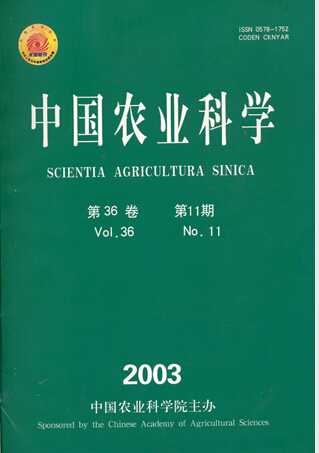 ISSN 0578-1752
CODEN CKNYAR
中国农业科学
SCIENTIA AGRICULTURA SINICA
第36卷 第11期
Vol.36 No.11
2003
中国农业科学院主办
Sponsored by the Chinese Academy of Agricultural Sciences